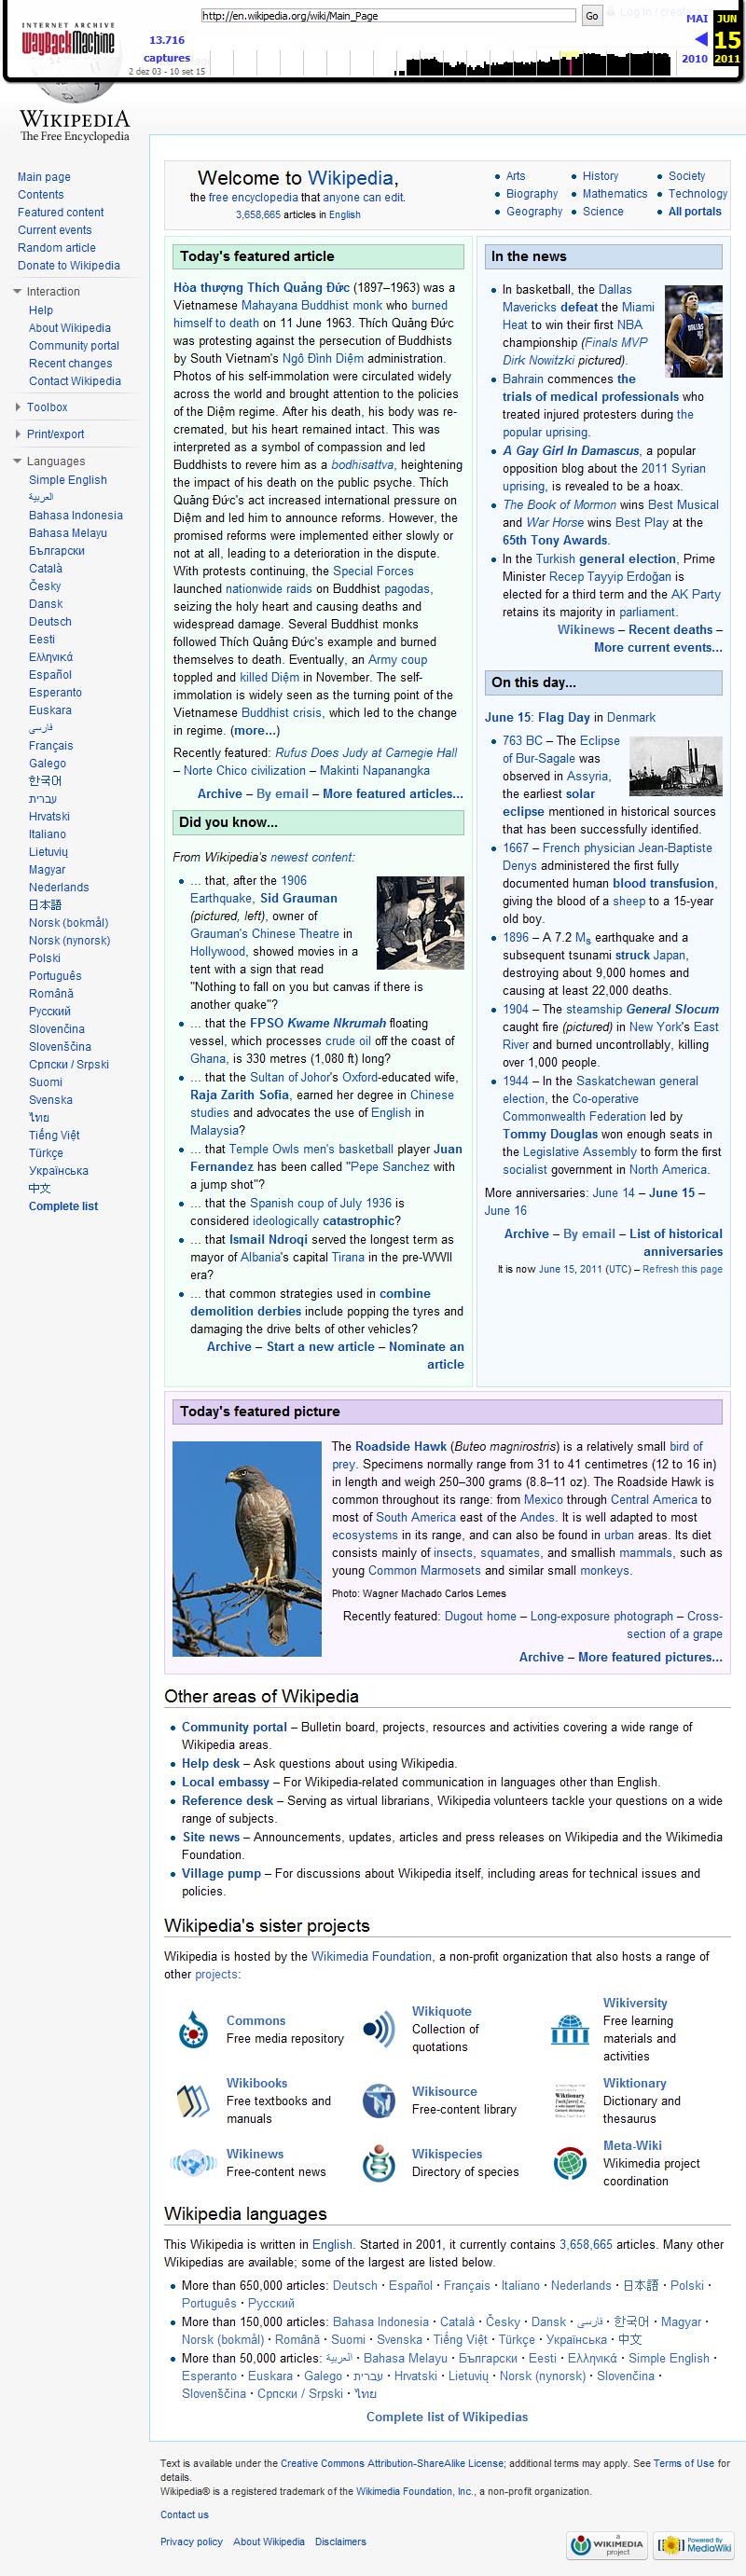 INTERNET ARCHIVE
WayBackMachine
http://en.wikipedia.org/wiki/Main_Page
Go
13.716
captures
2 dez 03 - 10 set 15
MAI
JUN
15
2010
2011
WIKIPEDIA
The Free Encyclopedia
Main page
Contents
Featured content
Current events
Random article
Donate to Wikipedia
Interaction
Help
About Wikipedia
Community portal
Recent changes
Contact Wikipedia
Toolbox
Print/export
Languages
Simple English
العربية
Bahasa Indonesia
Bahasa Melayu
Български
Català
Česky
Dansk
Deutsch
Eesti
Ελληνικά
Español
Esperanto
Euskara
فارسی
Français
Galego
한국어
עברית
Hrvatski
Italiano
Lietuvių
Magyar
Nederlands
日本語
Norsk (bokmål)
Norsk (nynorsk)
Polski
Português
Română
Русский
Slovenčina
Slovenščina
Српски / Srpski
Suomi
Svenska
ไทย
Tiếng Việt
Türkçe
Українська
中文
Complete list
Welcome to Wikipedia,
the free encyclopedia that anyone can edit.
3,658,665 articles in English
Arts
Biography
Geography
History
Mathematics
Science
Society
Technology
All portals
Today's featured article
Hòa thượng Thích Quảng Đức (1897–1963) was a
Vietnamese Mahayana Buddhist monk who burned
himself to death on 11 June 1963. Thích Quảng Đức
was protesting against the persecution of Buddhists
by South Vietnam's Ngô Đình Diệm administration.
Photos of his self-immolation were circulated widely
across the world and brought attention to the policies
of the Diệm regime. After his death, his body was re-
cremated, but his heart remained intact. This was
interpreted as a symbol of compassion and led
Buddhists to revere him as a bodhisattva, heightening
the impact of his death on the public psyche. Thích
Quảng Đức's act increased international pressure on
Diệm and led him to announce reforms. However, the
promised reforms were implemented either slowly or
not at all, leading to a deterioration in the dispute.
With protests continuing, the Special Forces
launched nationwide raids on Buddhist pagodas,
seizing the holy heart and causing deaths and
widespread damage. Several Buddhist monks
followed Thích Quảng Đức's example and burned
themselves to death. Eventually, an Army coup
toppled and killed Diệm in November. The self-
immolation is widely seen as the turning point of the
Vietnamese Buddhist crisis, which led to the change
in regime. (more...)
Recently featured: Rufus Does Judy at Carnegie Hall
– Norte Chico civilization – Makinti Napanangka
Archive – By email – More featured articles...
Did you know...
From Wikipedia's newest content:
... that, after the 1906
Earthquake, Sid Grauman
(pictured, left), owner of
Grauman's Chinese Theatre in
Hollywood, showed movies in a
tent with a sign that read
"Nothing to fall on you but canvas if there is
another quake"?
... that the FPSO Kwame Nkrumah floating
vessel, which processes crude oil off the coast of
Ghana, is 330 metres (1,080 ft) long?
... that the Sultan of Johor's Oxford-educated wife,
Raja Zarith Sofia, earned her degree in Chinese
studies and advocates the use of English in
Malaysia?
... that Temple Owls men's basketball player Juan
Fernandez has been called "Pepe Sanchez with
a jump shot"?
... that the Spanish coup of July 1936 is
considered ideologically catastrophic?
... that Ismail Ndroqi served the longest term as
mayor of Albania's capital Tirana in the pre-WWII
era?
... that common strategies used in combine
demolition derbies include popping the tyres and
damaging the drive belts of other vehicles?
Archive – Start a new article – Nominate an
article
In the news
In basketball, the Dallas
Mavericks defeat the Miami
Heat to win their first NBA
championship (Finals MVP
Dirk Nowitzki pictured).
Bahrain commences the
trials of medical professionals who
treated injured protesters during the
popular uprising.
A Gay Girl In Damascus, a popular
opposition blog about the 2011 Syrian
uprising, is revealed to be a hoax.
The Book of Mormon wins Best Musical
and War Horse wins Best Play at the
65th Tony Awards.
In the Turkish general election, Prime
Minister Recep Tayyip Erdoğan is
elected for a third term and the AK Party
retains its majority in parliament.
Wikinews – Recent deaths –
More current events...
On this day...
June 15: Flag Day in Denmark
763 BC – The Eclipse
of Bur-Sagale was
observed in Assyria,
the earliest solar
eclipse mentioned in historical sources
that has been successfully identified.
1667 – French physician Jean-Baptiste
Denys administered the first fully
documented human blood transfusion,
giving the blood of a sheep to a 15-year
old boy.
1896 – A 7.2 Ms earthquake and a
subsequent tsunami struck Japan,
destroying about 9,000 homes and
causing at least 22,000 deaths.
1904 – The steamship General Slocum
caught fire (pictured) in New York's East
River and burned uncontrollably, killing
over 1,000 people.
1944 – In the Saskatchewan general
election, the Co-operative
Commonwealth Federation led by
Tommy Douglas won enough seats in
the Legislative Assembly to form the first
socialist government in North America.
More anniversaries: June 14 – June 15 –
June 16
Archive – By email – List of historical
anniversaries
It is now June 15, 2011 (UTC) – Refresh this page
Today's featured picture
The Roadside Hawk (Buteo magnirostris) is a relatively small bird of
prey. Specimens normally range from 31 to 41 centimetres (12 to 16 in)
in length and weigh 250–300 grams (8.8–11 oz). The Roadside Hawk is
common throughout its range: from Mexico through Central America to
most of South America east of the Andes. It is well adapted to most
ecosystems in its range, and can also be found in urban areas. Its diet
consists mainly of insects, squamates, and smallish mammals, such as
young Common Marmosets and similar small monkeys.
Photo: Wagner Machado Carlos Lemes
Recently featured: Dugout home – Long-exposure photograph – Cross-
section of a grape
Archive – More featured pictures...
Other areas of Wikipedia
Community portal – Bulletin board, projects, resources and activities covering a wide range of
Wikipedia areas.
Help desk – Ask questions about using Wikipedia.
Local embassy – For Wikipedia-related communication in languages other than English.
Reference desk – Serving as virtual librarians, Wikipedia volunteers tackle your questions on a wide
range of subjects.
Site news – Announcements, updates, articles and press releases on Wikipedia and the Wikimedia
Foundation.
Village pump – For discussions about Wikipedia itself, including areas for technical issues and
policies.
Wikipedia's sister projects
Wikipedia is hosted by the Wikimedia Foundation, a non-profit organization that also hosts a range of
other projects:
Commons
Free media repository
Wikiquote
Collection of
quotations
Wikiversity
Free learning
materials and
activities
Wikibooks
Free textbooks and
manuals
Wikisource
Free-content library
Wiktionary
Dictionary and
thesaurus
Wikinews
Free-content news
Wikispecies
Directory of species
Meta-Wiki
Wikimedia project
coordination
Wikipedia languages
This Wikipedia is written in English. Started in 2001, it currently contains 3,658,665 articles. Many other
Wikipedias are available; some of the largest are listed below.
More than 650,000 articles: Deutsch · Español · Français · Italiano · Nederlands · 日本語 · Polski ·
Português · Русский
More than 150,000 articles: Bahasa Indonesia · Català · Česky · Dansk · فارسی · 한국어 · Magyar ·
Norsk (bokmål) · Română · Suomi · Svenska · Tiếng Việt · Türkçe · Українська · 中文
More than 50,000 articles: العربية · Bahasa Melayu · Български · Eesti · Ελληνικά · Simple English ·
Esperanto · Euskara · Galego · עברית · Hrvatski · Lietuvių · Norsk (nynorsk) · Slovenčina ·
Slovenščina · Српски / Srpski · ไทย
Complete list of Wikipedias
Text is available under the Creative Commons Attribution-ShareAlike License; additional terms may apply. See Terms of Use for
details.
Wikipedia® is a registered trademark of the Wikimedia Foundation, Inc., a non-profit organization.
Contact us
Privacy policy About Wikipedia Disclaimers
a WIKIMEDIA project
Powered By MediaWiki